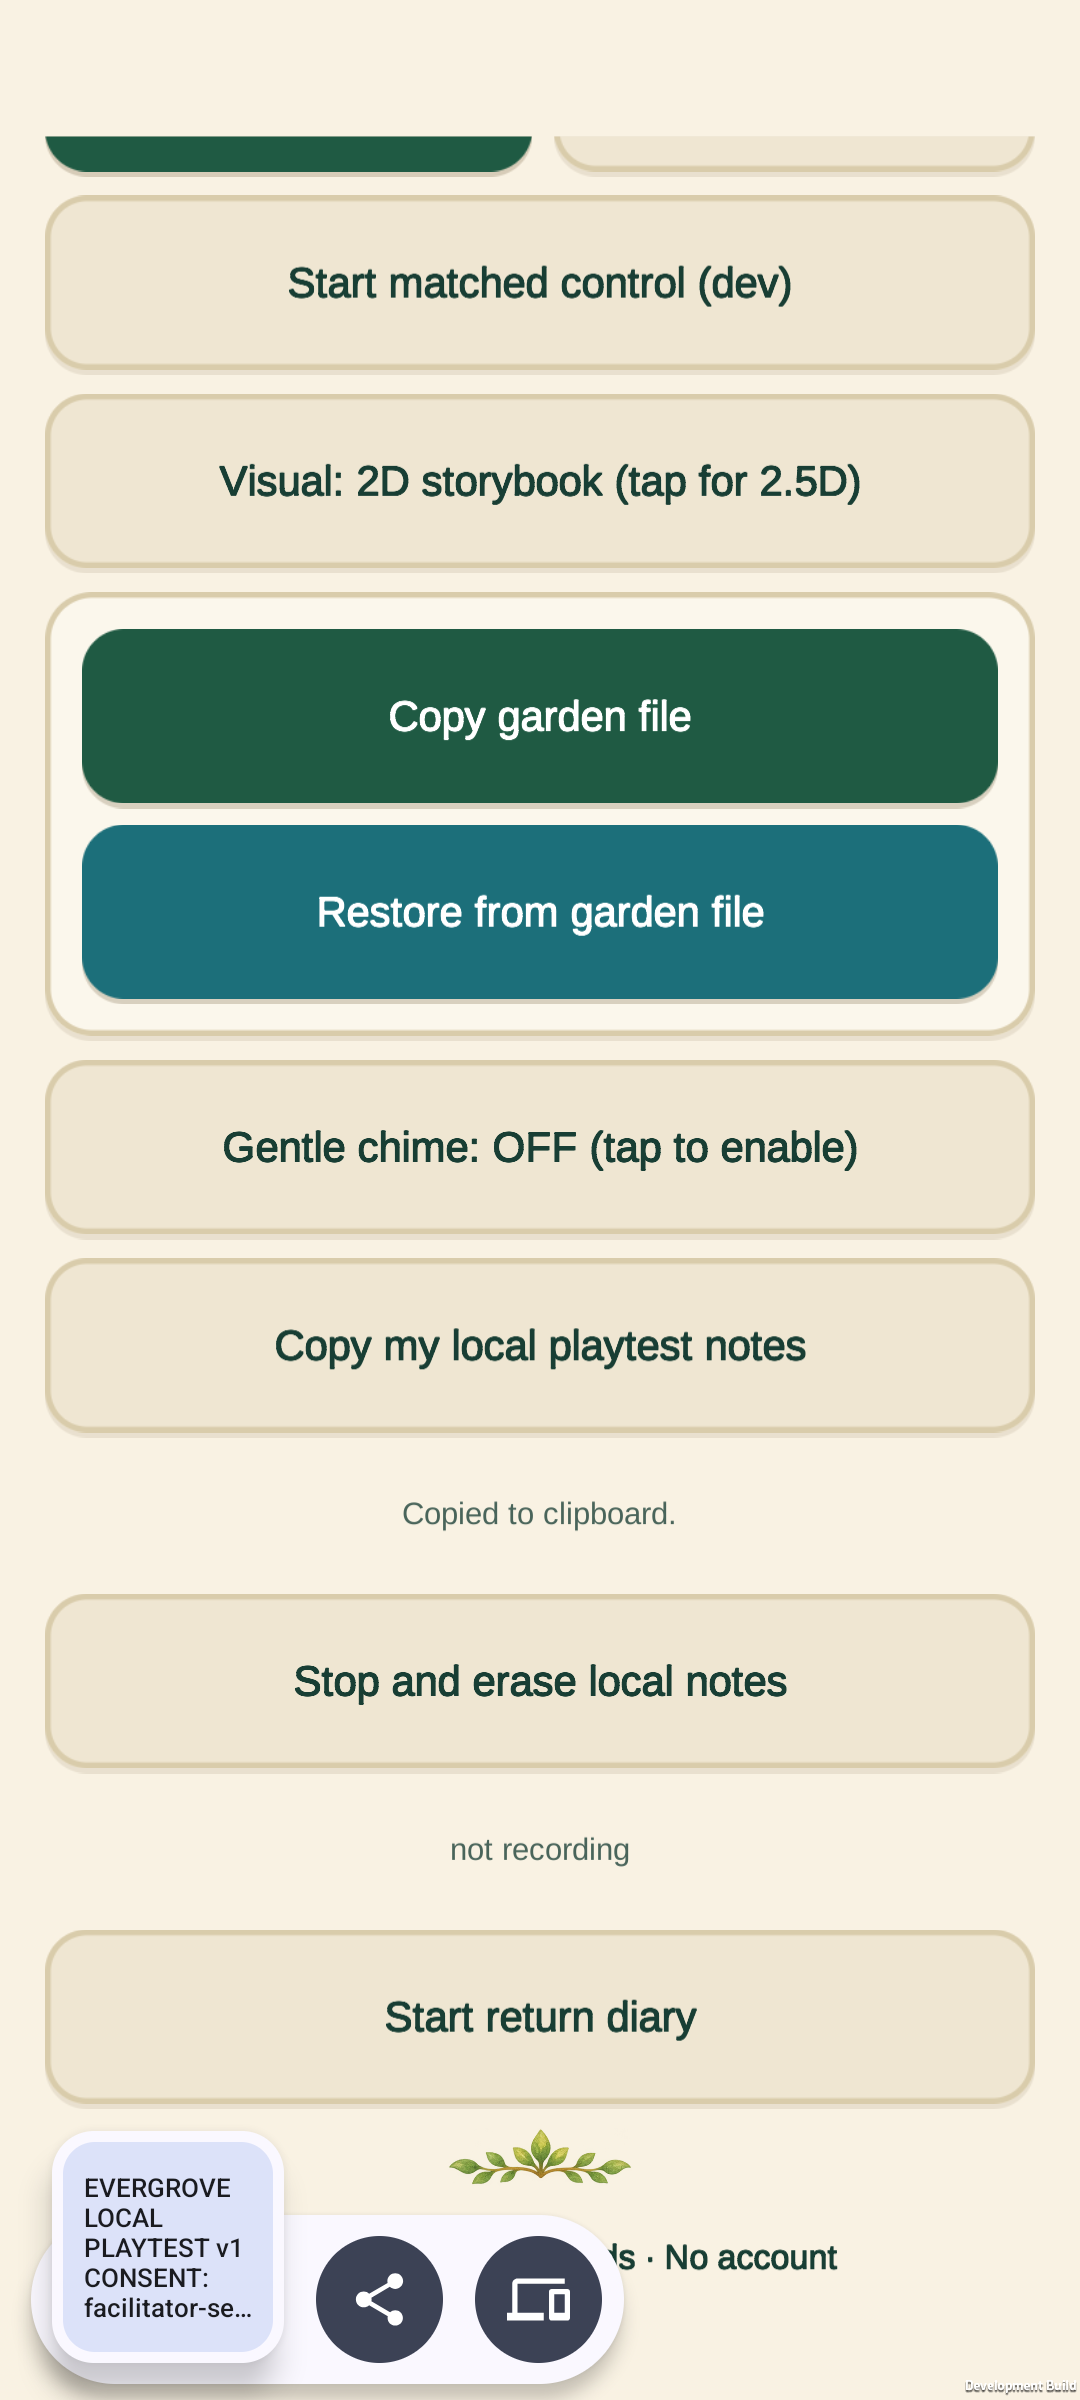 Start matched control (dev)
Visual: 2D storybook (tap for 2.5D)
Copy garden file
Restore from garden file
Gentle chime: OFF (tap to enable)
Copy my local playtest notes
Copied to clipboard.
Stop and erase local notes
not recording
Start return diary
EVERGROVE
LOCAL
PLAYTEST v1
CONSENT:
facilitator-se...
· No account
Development Build